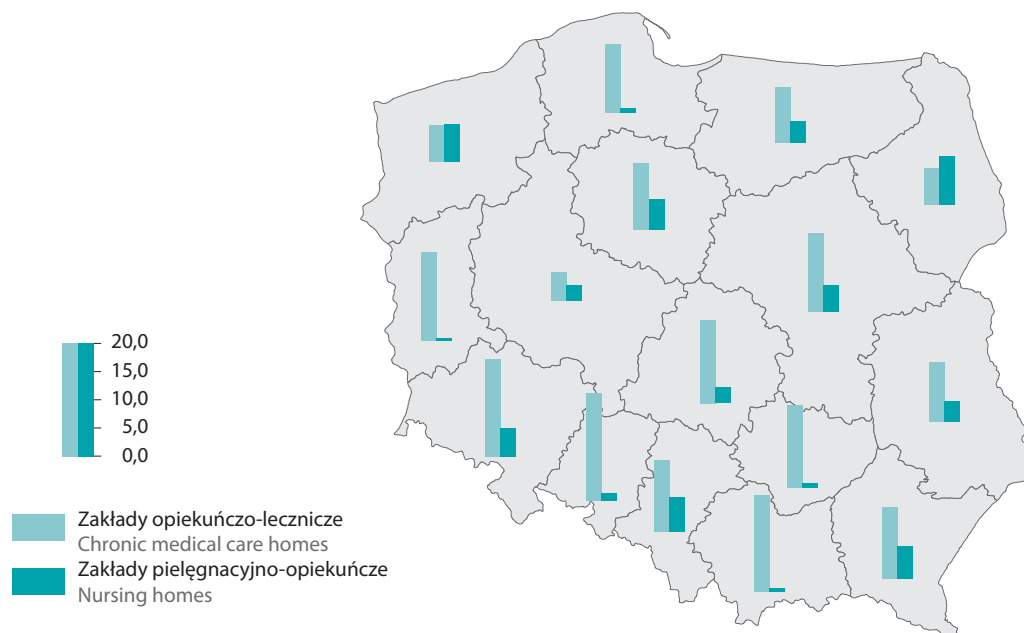 20,0
15,0
10,0
5,0
0,0
Zakłady opiekuńczo-lecznicze
Chronic medical care homes
Zakłady pielęgnacyjno-opiekuńcze
Nursing homes